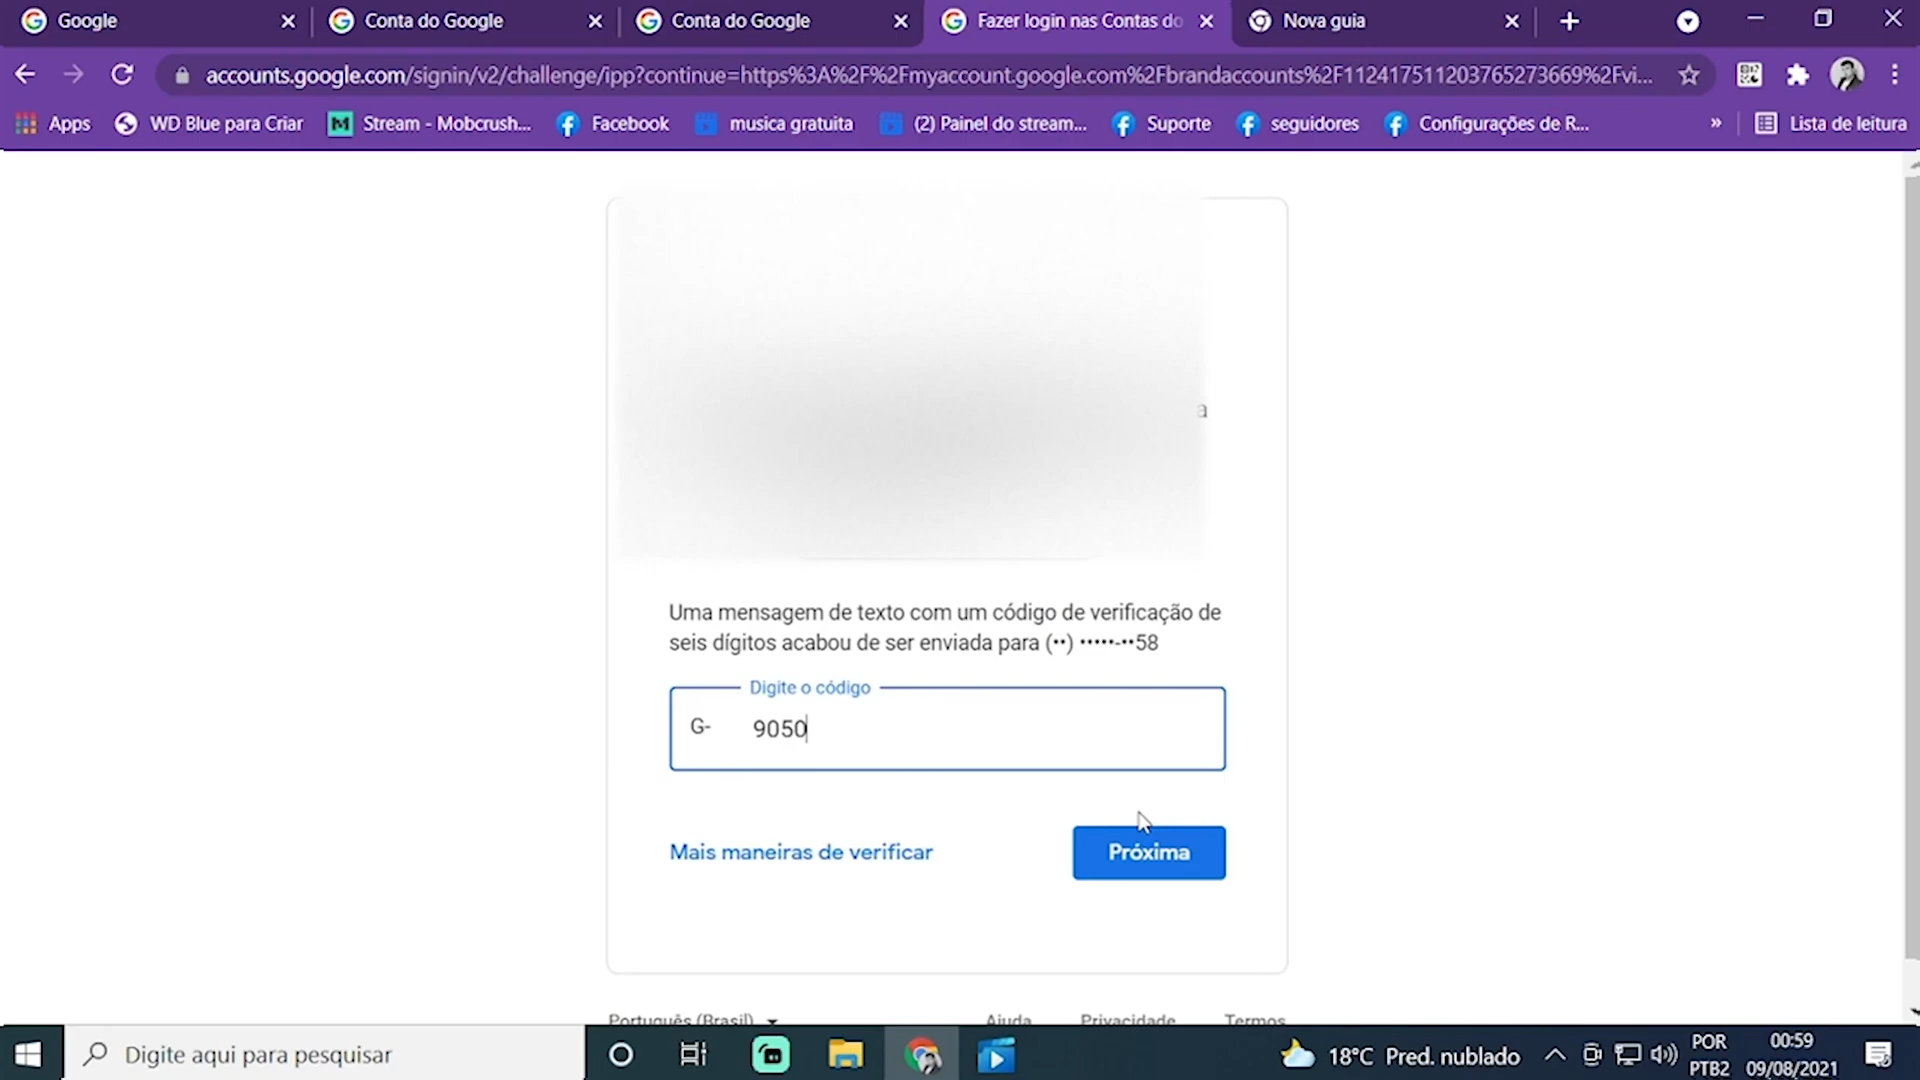 Google
Conta do Google
Conta do Google
Fazer login nas Contas do
Nova guia
accounts.google.com/signin/v2/challenge/ipp?continue=https%3A%2F%2Fmyaccount.google.com%2Fbrandaccounts%2F112417511203765273669%2Fvi...
Apps
WD Blue para Criar
Stream - Mobcrush...
Facebook
musica gratuita
(2) Painel do stream...
Suporte
seguidores
Configurações de R...
»
Lista de leitura
a
Uma mensagem de texto com um código de verificação de
seis dígitos acabou de ser enviada para (••) •••••-••58
Digite o código
G- 9050
Mais maneiras de verificar
Próxima
Português (Brasil)
Ajuda
Privacidade
Termos
Digite aqui para pesquisar
18°C Pred. nublado
POR
PTB2
00:59
09/08/2021